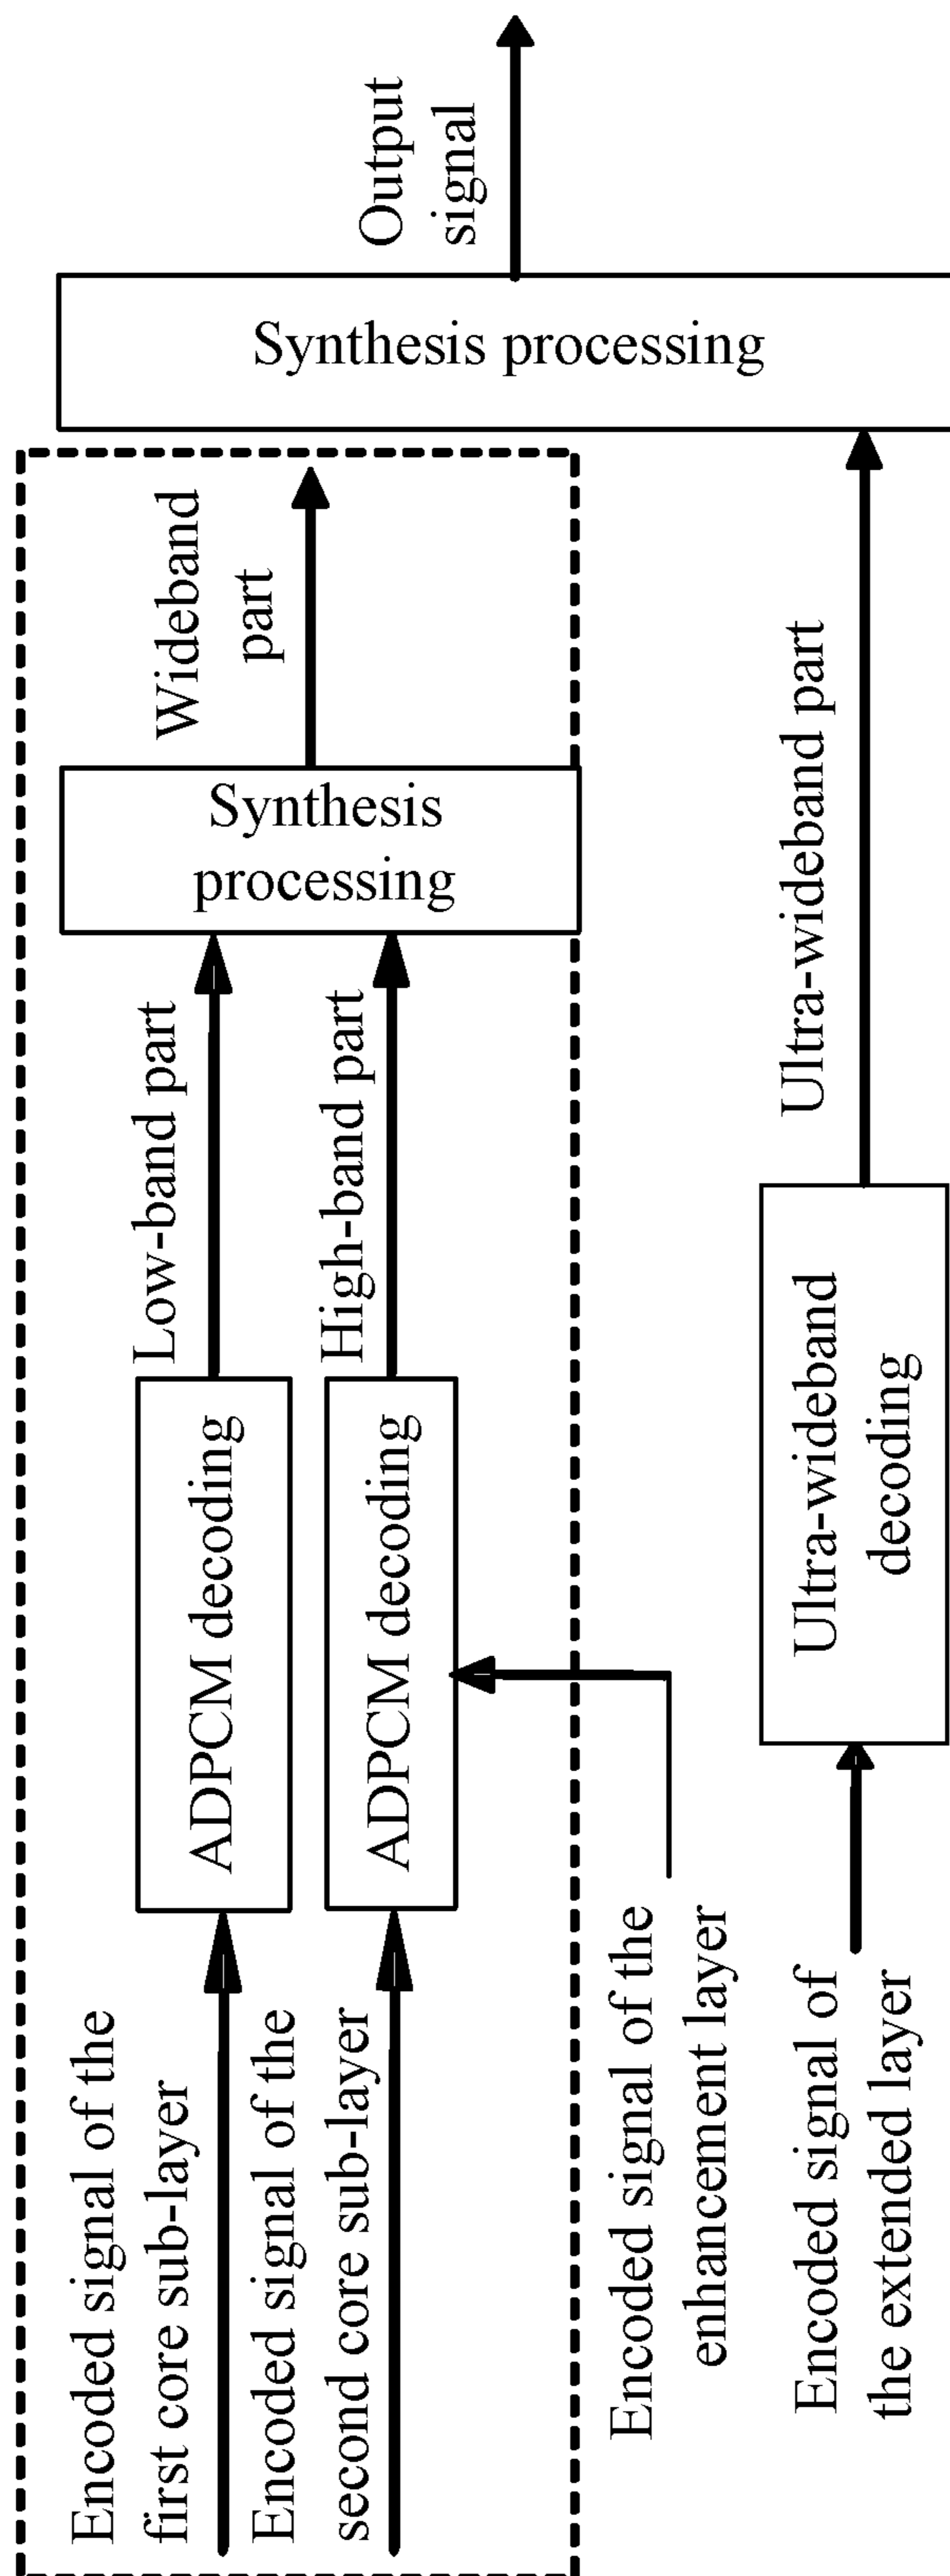 Output
signal
Synthesis processing
Wideband
part
Synthesis
processing
Ultra-wideband part
Low-band part
High-band part
ADPCM decoding
ADPCM decoding
Ultra-wideband
decoding
Encoded signal of the
first core sub-layer
Encoded signal of the
second core sub-layer
Encoded signal of the
enhancement layer
Encoded signal of
the extended layer